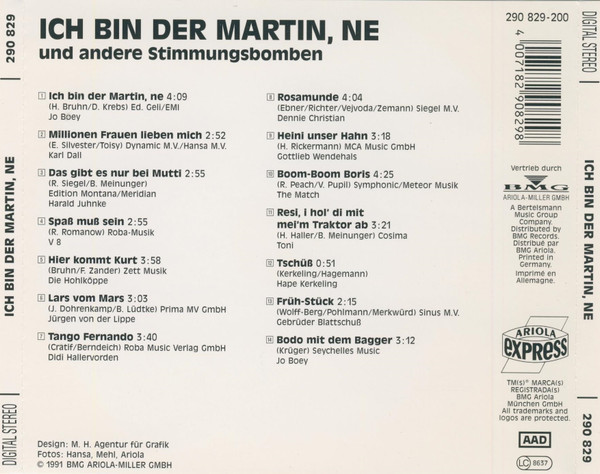 290 829
ICH BIN DER MARTIN, NE
DIGITAL STEREO
ICH BIN DER MARTIN, NE
und andere Stimmungsbomben
1 Ich bin der Martin, ne 4:09
(H. Bruhn/D. Krebs) Ed. Geli/EMI
Jo Boey
2 Millionen Frauen lieben mich 2:52
(E. Silvester/Toisy) Dynamic M.V./Hansa M.V.
Karl Dall
3 Das gibt es nur bei Mutti 2:55
(R. Siegel/B. Meinunger)
Edition Montana/Meridian
Harald Juhnke
4 Spaß muß sein 2:55
(R. Romanow) Roba-Musik
V 8
5 Hier kommt Kurt 3:58
(Bruhn/F. Zander) Zett Musik
Die Hohlköppe
6 Lars vom Mars 3:03
(J. Dohrenkamp/B. Lüdtke) Prima MV GmbH
Jürgen von der Lippe
7 Tango Fernando 3:40
(Cratif/Berndeich) Roba Music Verlag GmbH
Didi Hallervorden
8 Rosamunde 4:04
(Ebner/Richter/Vejvoda/Zemann) Siegel M.V.
Dennie Christian
9 Heini unser Hahn 3:18
(H. Rickermann) MCA Music GmbH
Gottlieb Wendehals
10 Boom-Boom Boris 4:25
(R. Peach/V. Pupil) Symphonic/Meteor Musik
The Match
11 Resi, i hol' di mit
mei'm Traktor ab 3:21
(H. Haller/B. Meinunger) Cosima
Toni
12 Tschüß 0:51
(Kerkeling/Hagemann)
Hape Kerkeling
13 Früh-Stück 2:15
(Wolff-Berg/Pohlmann/Merkwürd) Sinus M.V.
Gebrüder Blattschuß
14 Bodo mit dem Bagger 3:12
(Krüger) Seychelles Music
Jo Boey
Design: M. H. Agentur für Grafik
Fotos: Hansa, Mehl, Ariola
© 1991 BMG ARIOLA-MILLER GMBH
290 829-200
4 007182 908298
Vertrieb durch
BMG
ARIOLA-MILLER GMBH
A Bertelsmann
Music Group
Company.
Distributed by
BMG Records.
Distribué par
BMG Ariola.
Printed in
Germany.
Imprimé en
Allemagne.
ARIOLA
EXPRESS
TM(S)® MARCA(S)
REGISTRADA(S)
BMG Ariola
München GmbH
All trademarks and
logos are protected.
AAD
LC 8637
DIGITAL STEREO
ICH BIN DER MARTIN, NE
290 829